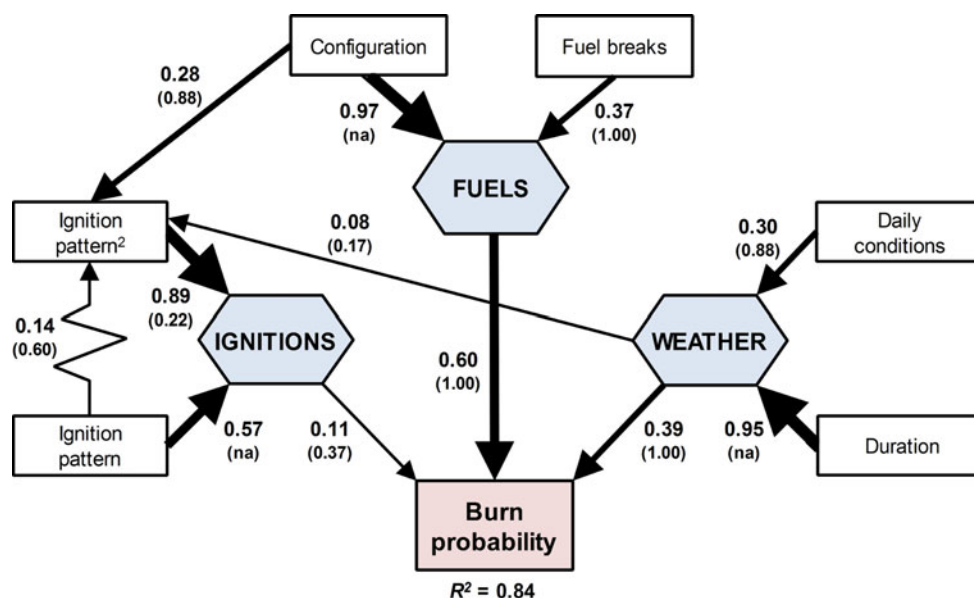 Configuration
Fuel breaks
0.28
(0.88)
0.97
(na)
0.37
(1.00)
FUELS
Ignition
pattern²
0.08
(0.17)
0.30
(0.88)
Daily
conditions
0.89
(0.22)
0.14
(0.60)
IGNITIONS
WEATHER
0.60
(1.00)
Ignition
pattern
0.57
(na)
0.11
(0.37)
0.39
(1.00)
0.95
(na)
Duration
Burn
probability
R² = 0.84